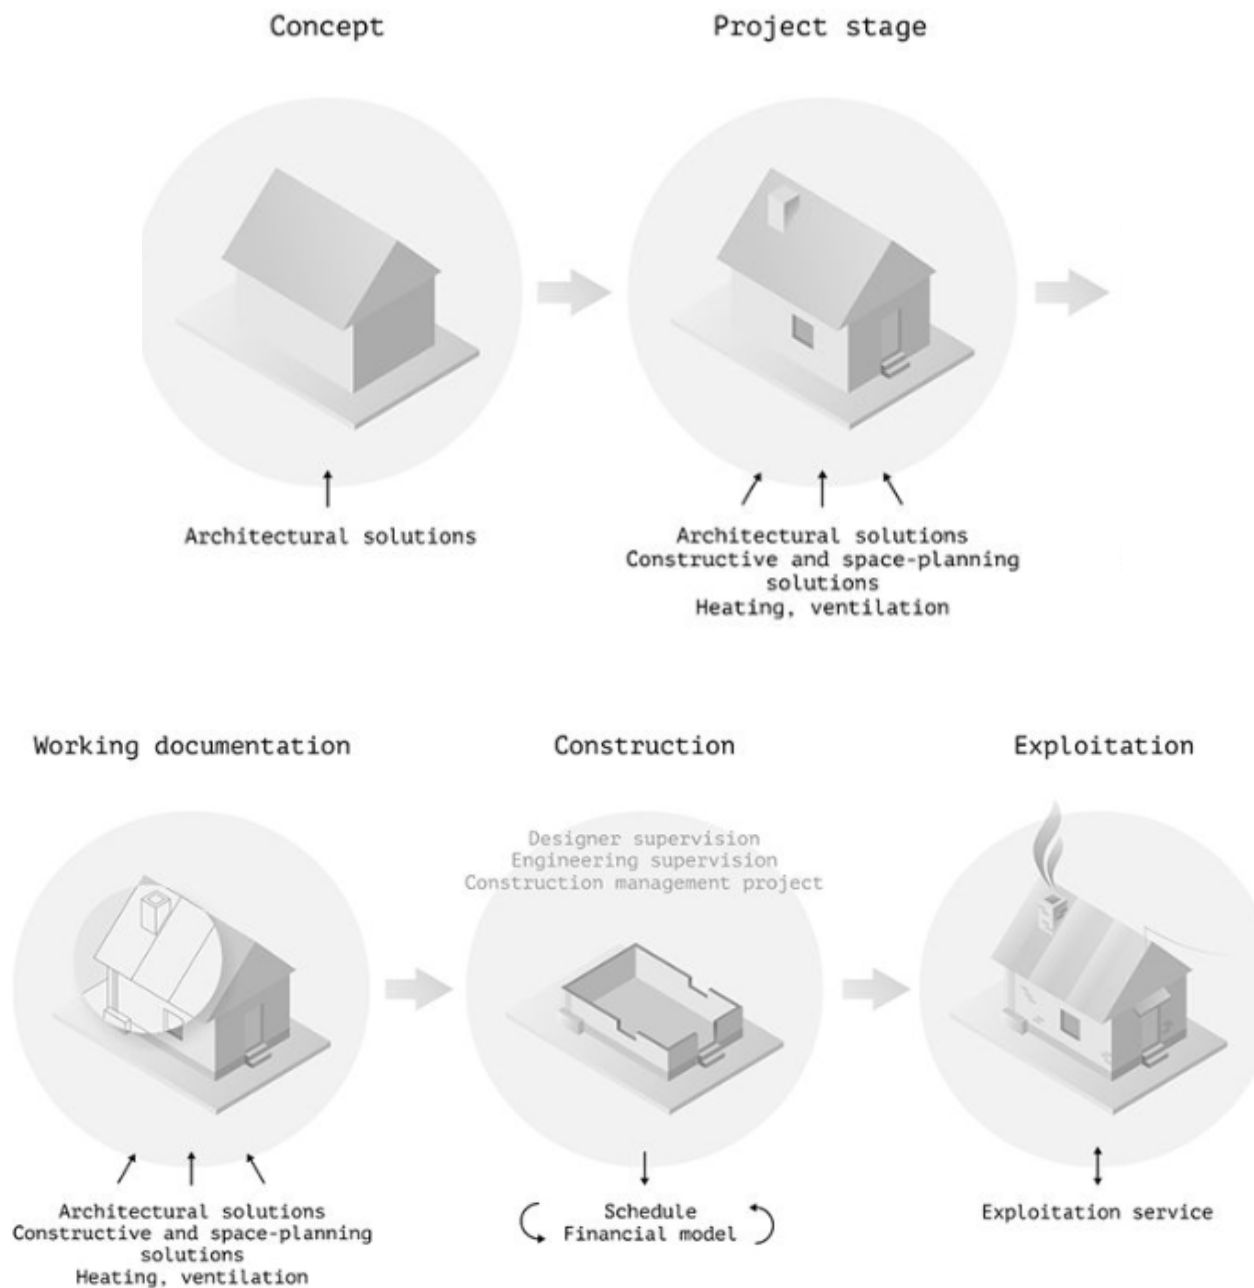 Concept
Project stage
Architectural solutions
Architectural solutions
Constructive and space-planning
solutions
Heating, ventilation
Working documentation
Construction
Exploitation
Designer supervision
Engineering supervision
Construction management project
Architectural solutions
Constructive and space-planning
solutions
Heating, ventilation
Schedule
Financial model
Exploitation service